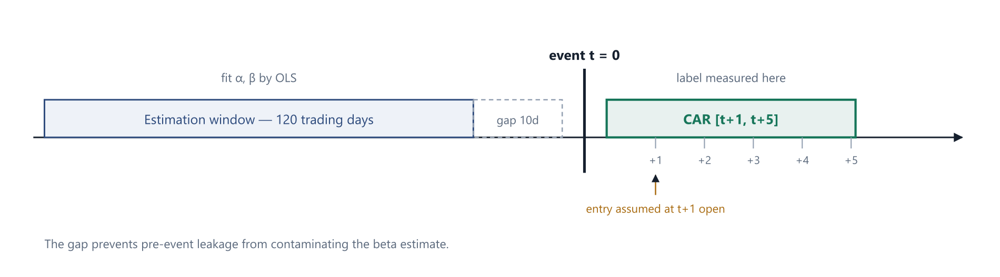 event t = 0
fit α, β by OLS
label measured here
Estimation window — 120 trading days
gap 10d
CAR [t+1, t+5]
+1
+2
+3
+4
+5
entry assumed at t+1 open
The gap prevents pre-event leakage from contaminating the beta estimate.